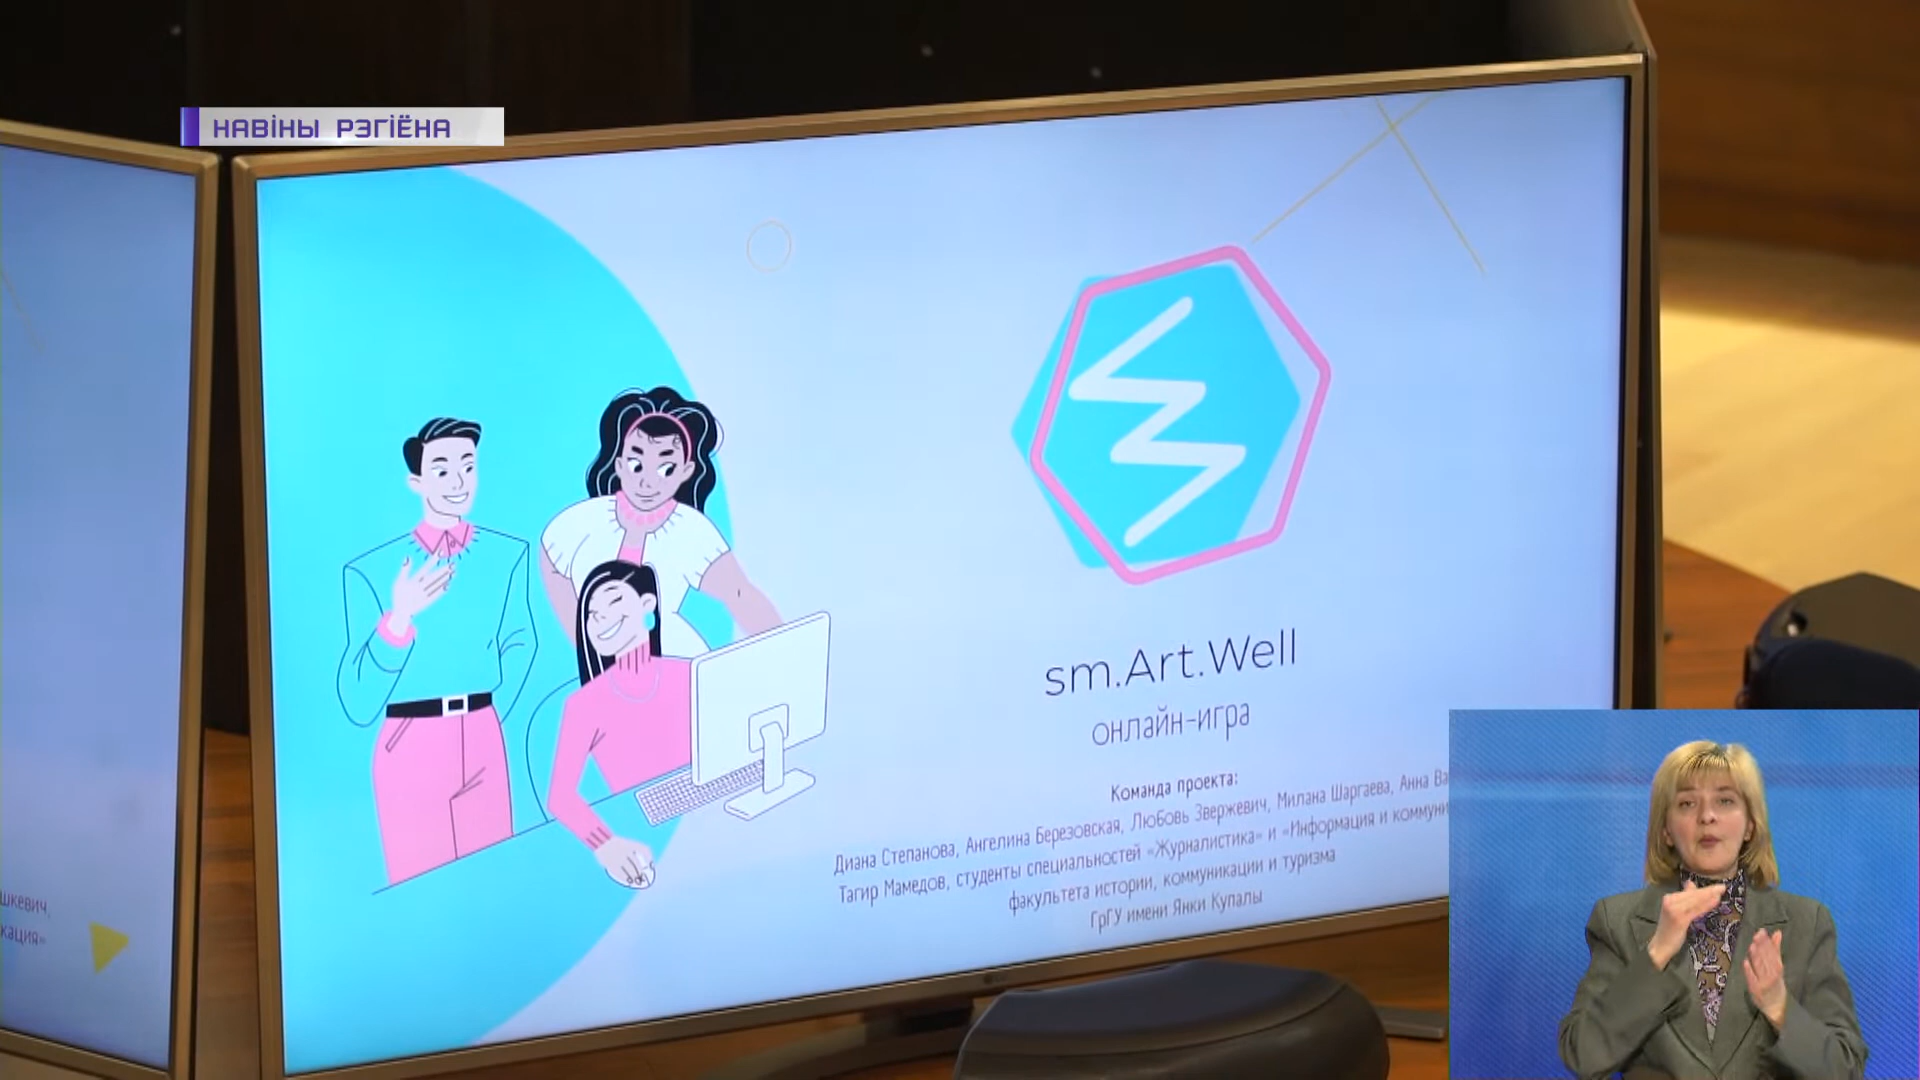 НАВІНЫ РЭГІЁНА
sm.Art.Well
онлайн-игра
Команда проекта:
Диана Степанова, Ангелина Березовская, Любовь Звержевич, Милана Шаргаева, Анна
Тагир Мамедов, студенты специальностей «Журналистика» и «Информация и
факультета истории, коммуникации и туризма
ГрГУ имени Янки Купалы